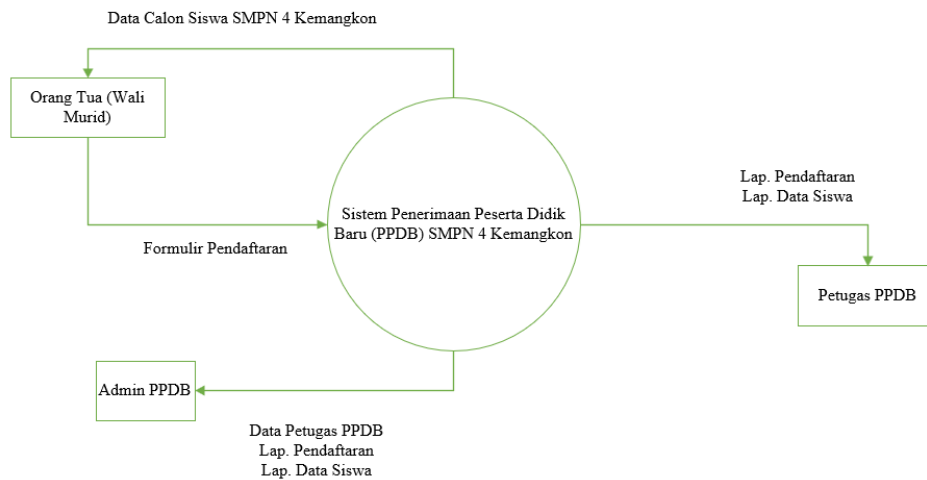 Data Calon Siswa SMPN 4 Kemangkon
Orang Tua (Wali
Murid)
Formulir Pendaftaran
Sistem Penerimaan Peserta Didik
Baru (PPDB) SMPN 4 Kemangkon
Lap. Pendaftaran
Lap. Data Siswa
Petugas PPDB
Admin PPDB
Data Petugas PPDB
Lap. Pendaftaran
Lap. Data Siswa